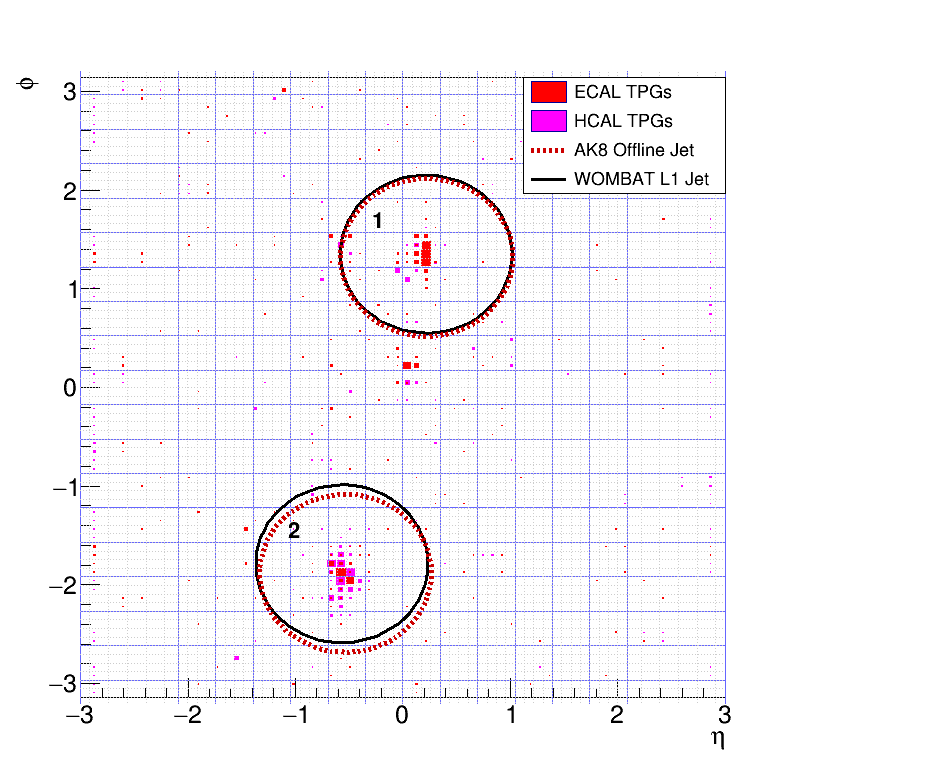 ϕ
3
2
1
0
−1
−2
−3
ECAL TPGs
HCAL TPGs
AK8 Offline Jet
WOMBAT L1 Jet
1
2
−3 −2 −1 0 1 2 3
η